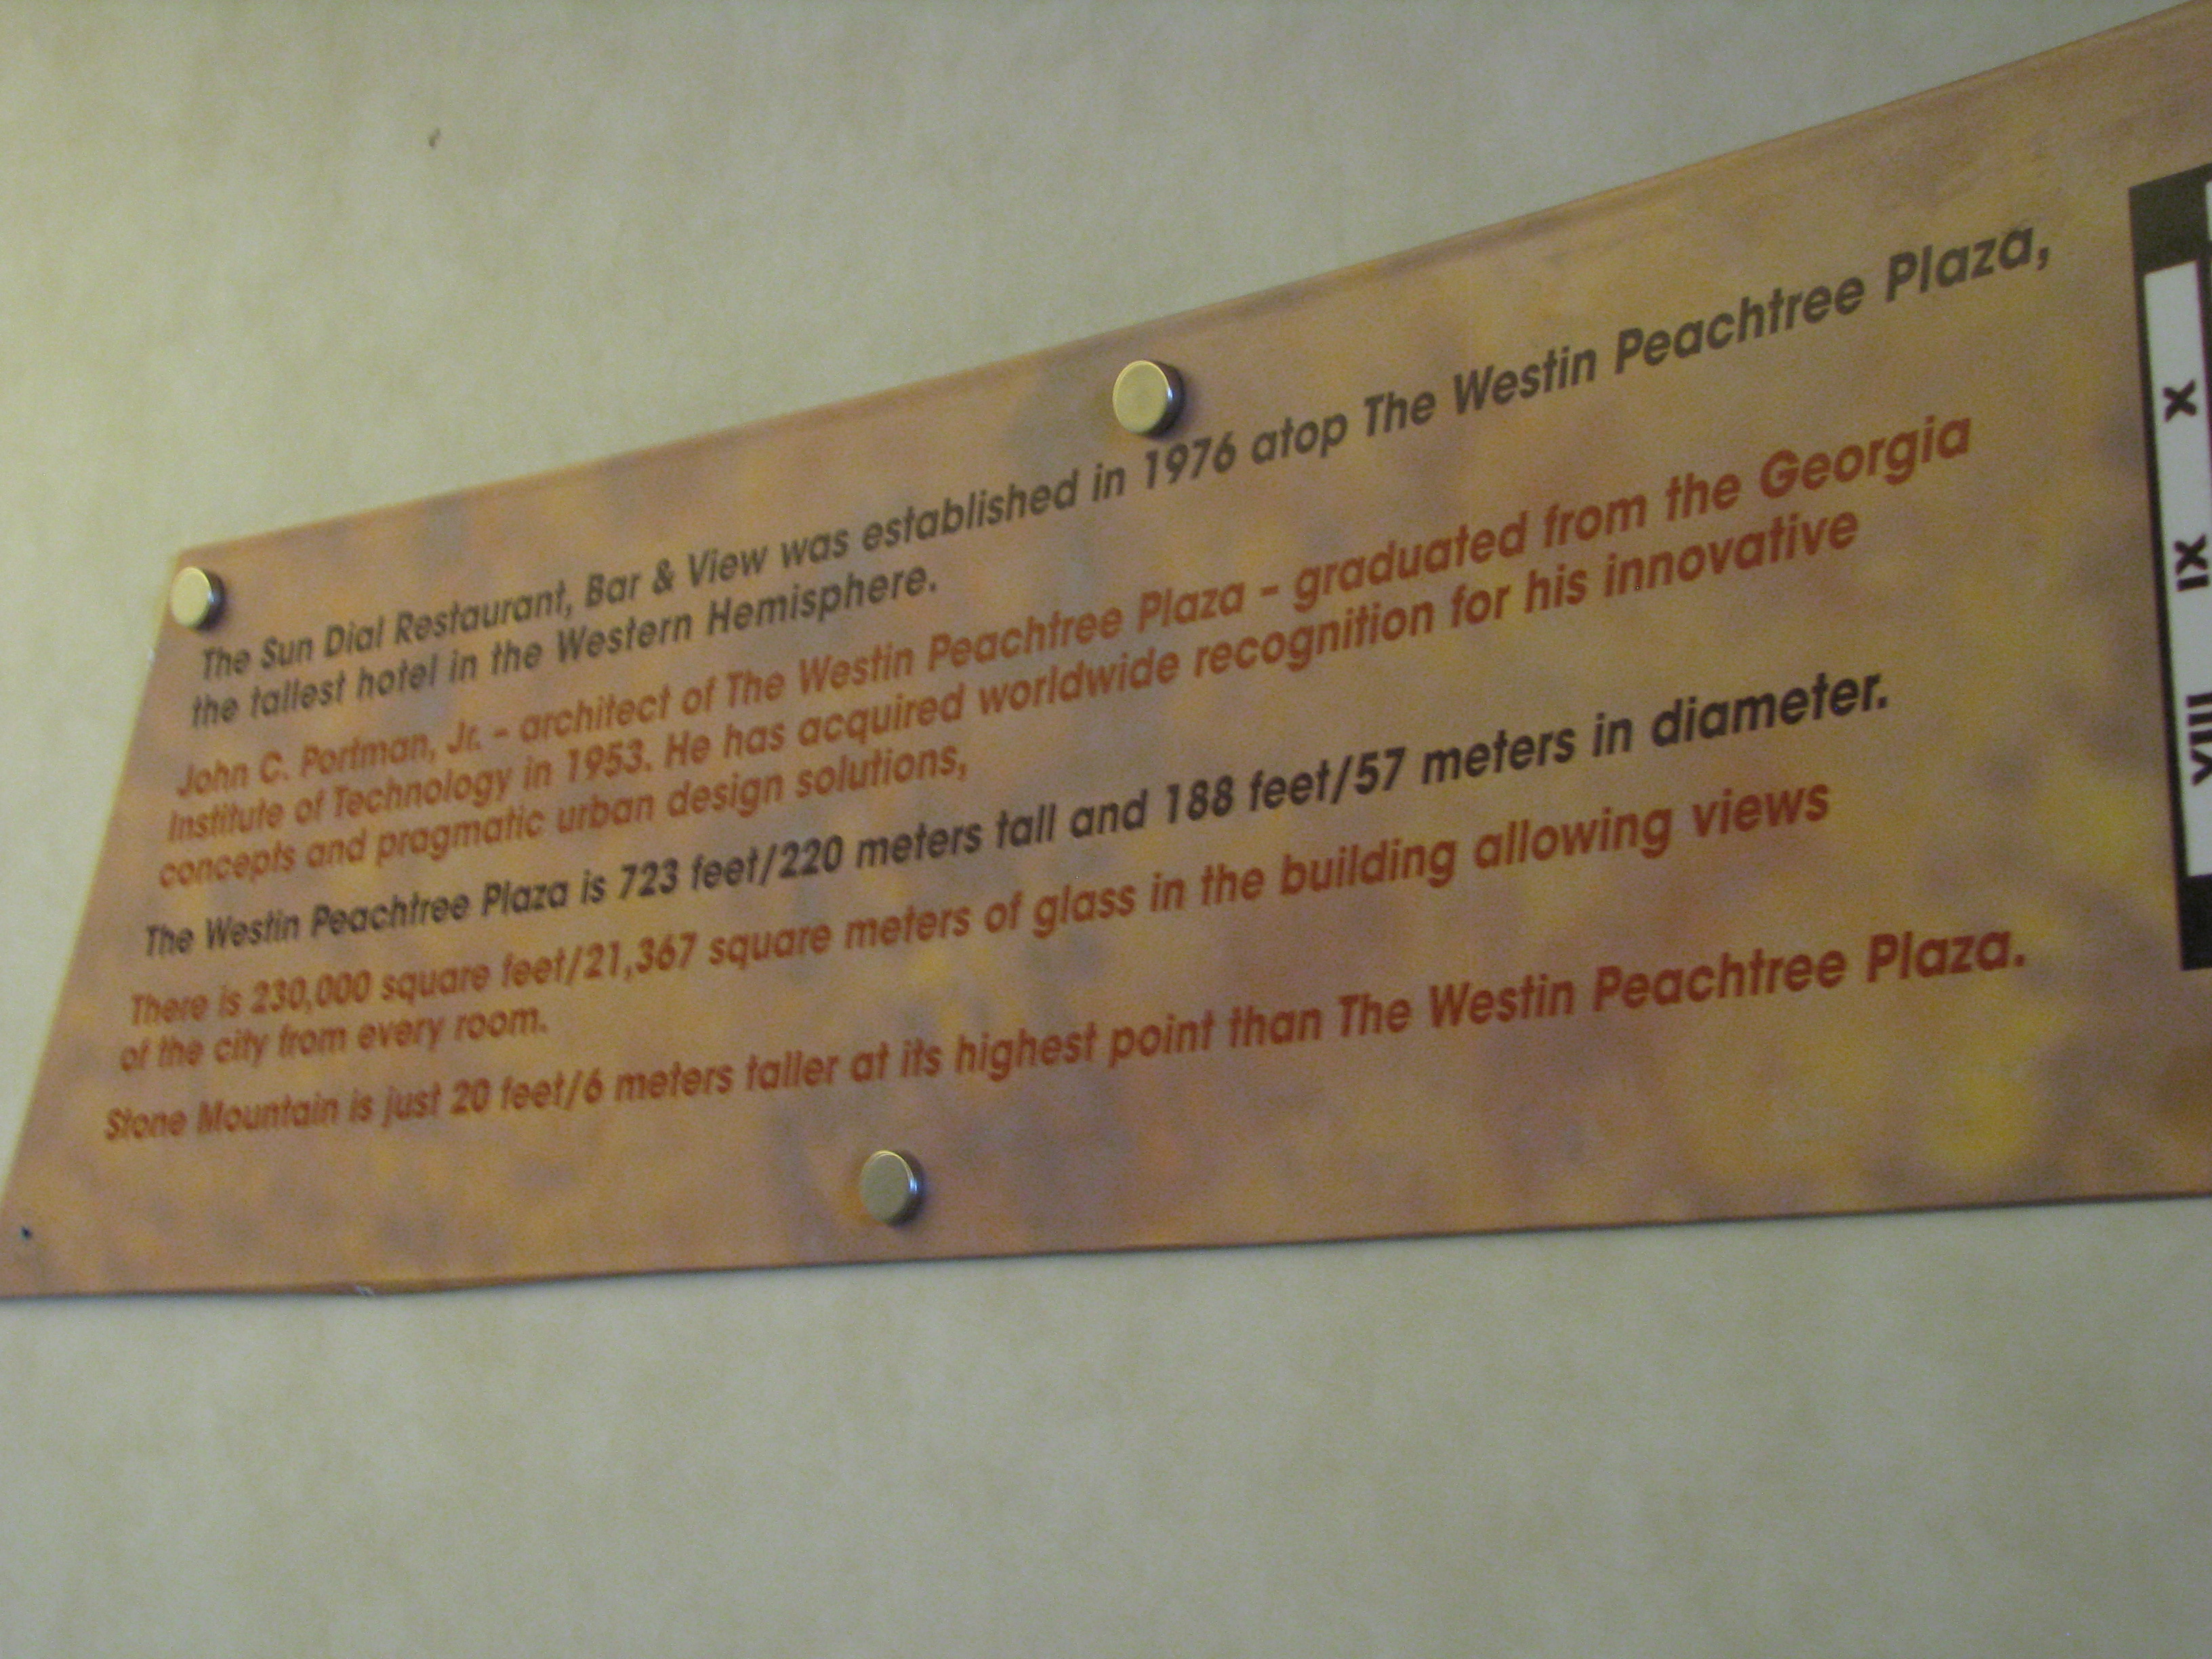 The Sun Dial Restaurant, Bar & View was established in 1976 atop The Westin Peachtree Plaza,
the tallest hotel in the Western Hemisphere.
John C. Portman, Jr. – architect of The Westin Peachtree Plaza – graduated from the Georgia
Institute of Technology in 1953. He has acquired worldwide recognition for his innovative
concepts and pragmatic urban design solutions,
The Westin Peachtree Plaza is 723 feet/220 meters tall and 188 feet/57 meters in diameter.
There is 230,000 square feet/21,367 square meters of glass in the building allowing views
of the city from every room.
Stone Mountain is just 20 feet/6 meters taller at its highest point than The Westin Peachtree Plaza.
VIII IX X